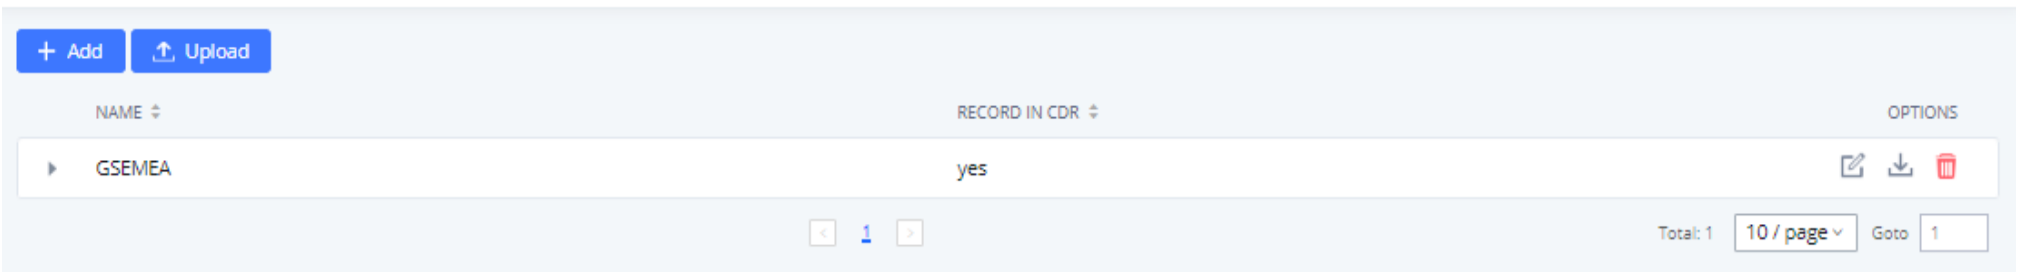 + Add Upload
NAME RECORD IN CDR OPTIONS
GSEMEA yes
< 1 > Total: 1 10 / page Goto 1